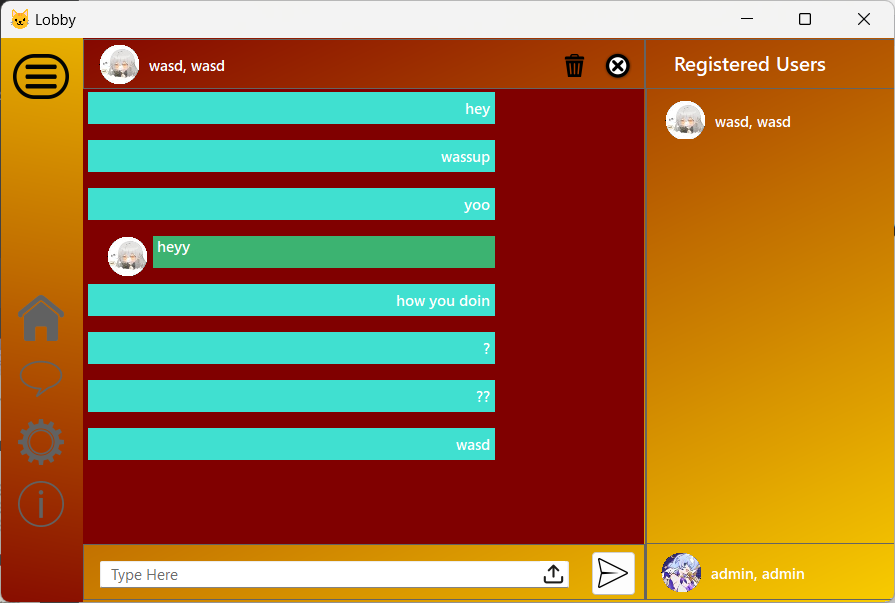 Lobby
wasd, wasd
Registered Users
hey
wasd, wasd
wassup
yoo
heyy
how you doin
?
??
wasd
Type Here
admin, admin